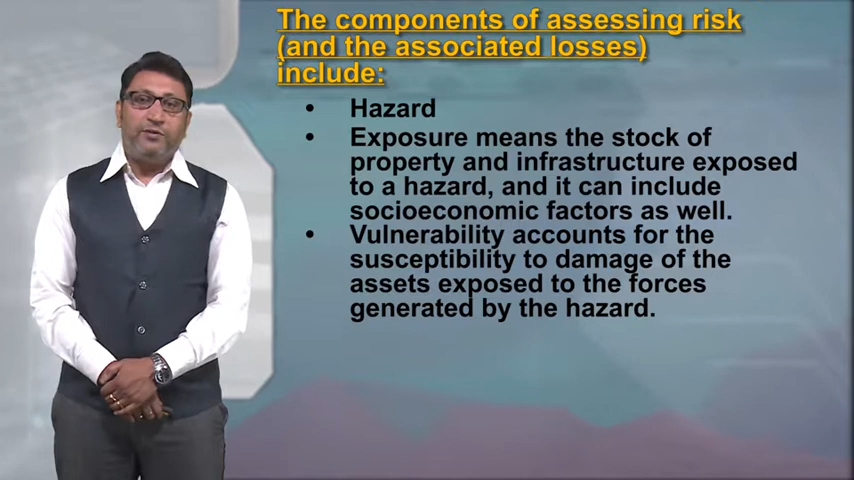 The components of assessing risk
(and the associated losses)
include:
• Hazard
• Exposure means the stock of
property and infrastructure exposed
to a hazard, and it can include
socioeconomic factors as well.
• Vulnerability accounts for the
susceptibility to damage of the
assets exposed to the forces
generated by the hazard.